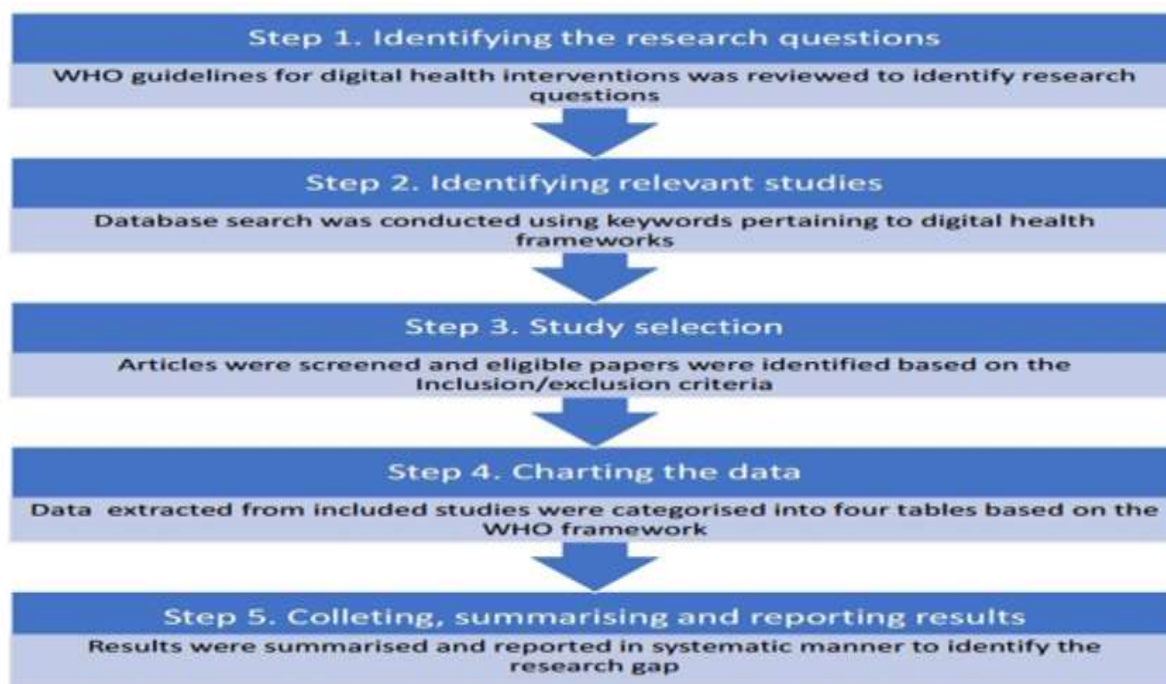 Step 1. Identifying the research questions
WHO guidelines for digital health interventions was reviewed to identify research
questions
Step 2. Identifying relevant studies
Database search was conducted using keywords pertaining to digital health
frameworks
Step 3. Study selection
Articles were screened and eligible papers were identified based on the
Inclusion/exclusion criteria
Step 4. Charting the data
Data extracted from included studies were categorised into four tables based on the
WHO framework
Step 5. Colleting, summarising and reporting results
Results were summarised and reported in systematic manner to identify the
research gap